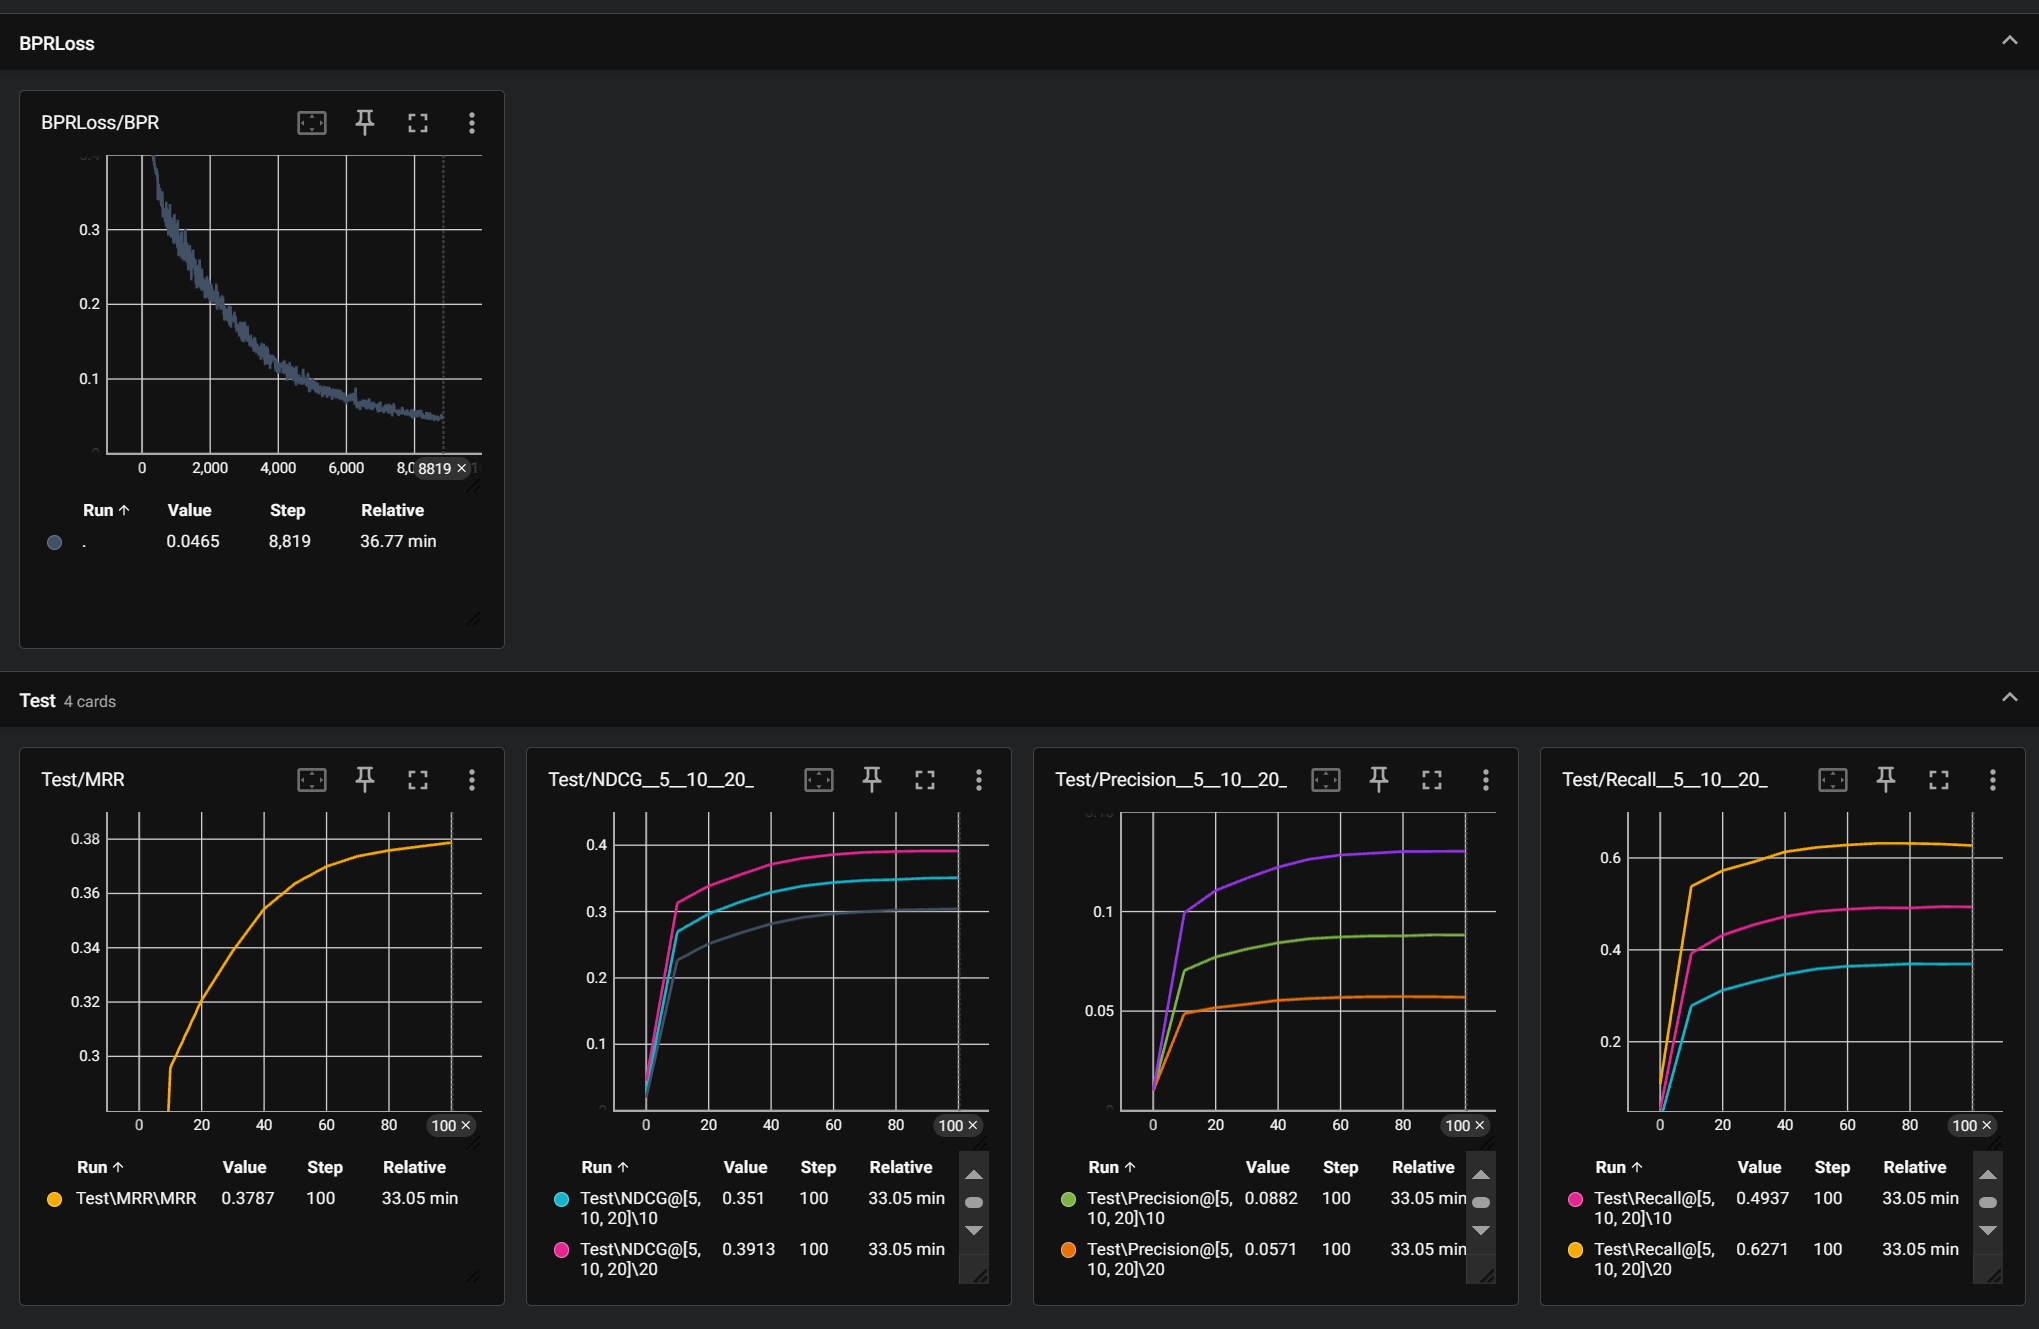 BPRLoss
BPRLoss/BPR
0.3
0.2
0.1
0
0 2,000 4,000 6,000 8,0 8819 ×
Run ↑ Value Step Relative
. 0.0465 8,819 36.77 min
Test 4 cards
Test/MRR
0.38
0.36
0.34
0.32
0.3
0 20 40 60 80 100 ×
Run ↑ Value Step Relative
Test\MRR\MRR 0.3787 100 33.05 min
Test/NDCG__5__10__20_
0.4
0.3
0.2
0.1
0
0 20 40 60 80 100 ×
Run ↑ Value Step Relative
Test\NDCG@[5, 0.351 100 33.05 min
10, 20]\10
Test\NDCG@[5, 0.3913 100 33.05 min
10, 20]\20
Test/Precision__5__10__20_
0.1
0.05
0
0 20 40 60 80 100 ×
Run ↑ Value Step Relative
Test\Precision@[5, 0.0882 100 33.05 min
10, 20]\10
Test\Precision@[5, 0.0571 100 33.05 min
10, 20]\20
Test/Recall__5__10__20_
0.6
0.4
0.2
0 20 40 60 80 100 ×
Run ↑ Value Step Relative
Test\Recall@[5, 0.4937 100 33.05 min
10, 20]\10
Test\Recall@[5, 0.6271 100 33.05 min
10, 20]\20